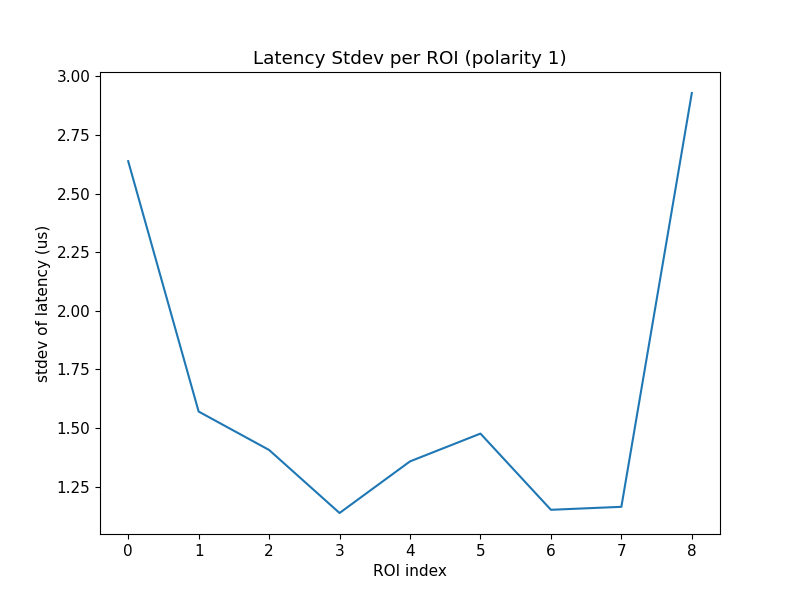 Latency Stdev per ROI (polarity 1)
stdev of latency (us)
3.00
2.75
2.50
2.25
2.00
1.75
1.50
1.25
0 1 2 3 4 5 6 7 8
ROI index